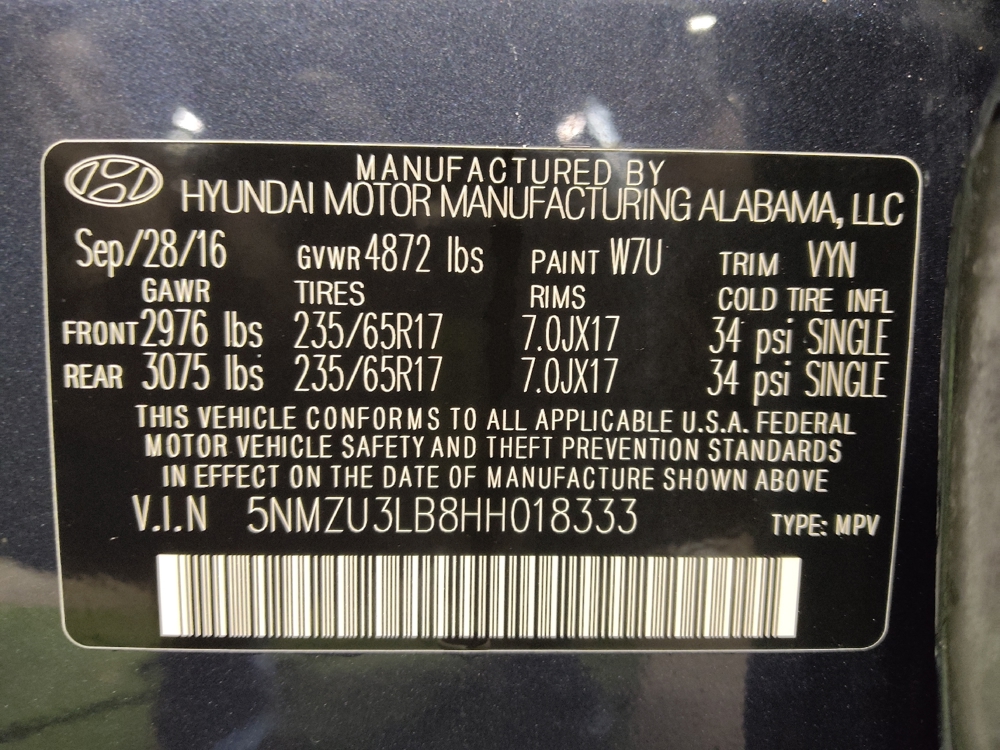 MANUFACTURED BY
HYUNDAI MOTOR MANUFACTURING ALABAMA, LLC
Sep/28/16 GVWR 4872 lbs PAINT W7U TRIM VYN
GAWR TIRES RIMS COLD TIRE INFL
FRONT 2976 lbs 235/65R17 7.0JX17 34 psi SINGLE
REAR 3075 lbs 235/65R17 7.0JX17 34 psi SINGLE
THIS VEHICLE CONFORMS TO ALL APPLICABLE U.S.A. FEDERAL
MOTOR VEHICLE SAFETY AND THEFT PREVENTION STANDARDS
IN EFFECT ON THE DATE OF MANUFACTURE SHOWN ABOVE
V.I.N 5NMZU3LB8HH018333 TYPE: MPV